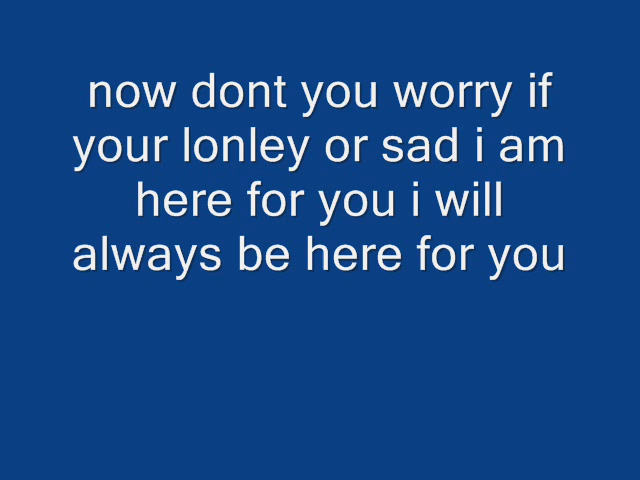 now dont you worry if
your lonley or sad i am
here for you i will
always be here for you